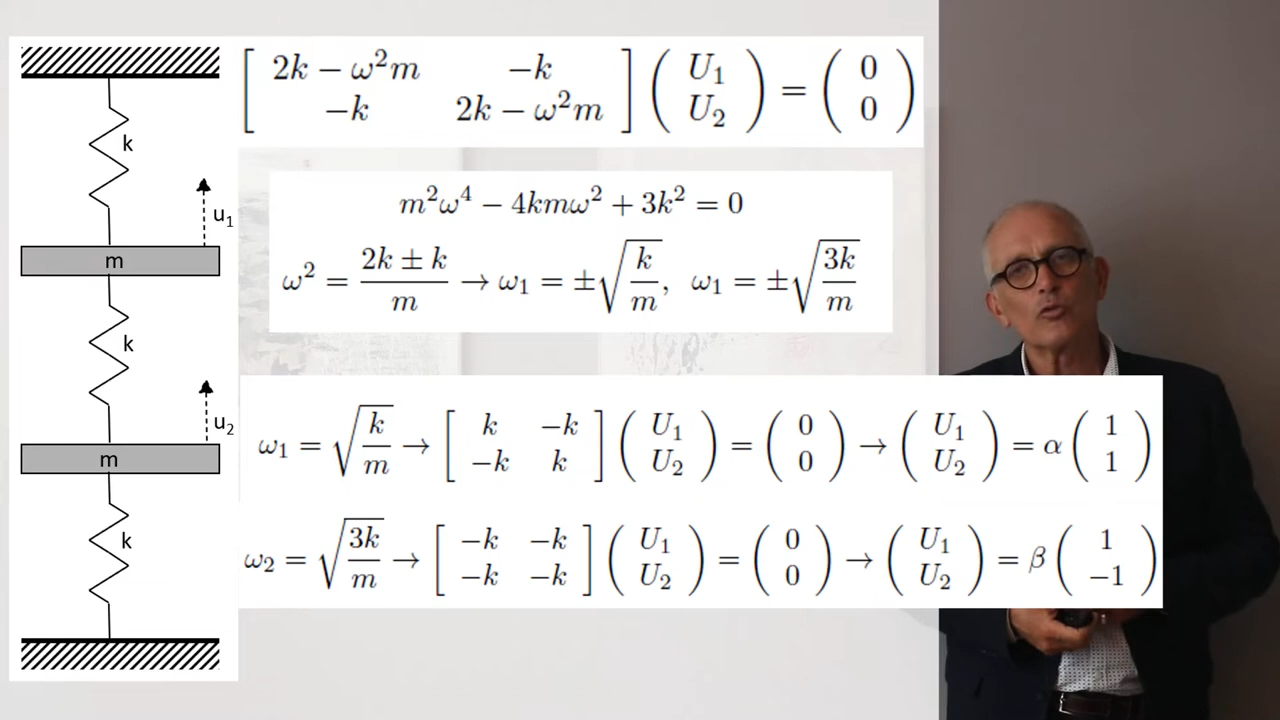 k
u₁
m
k
u₂
m
k
[ 2k − ω²m   −k ; −k   2k − ω²m ] ( U₁ ; U₂ ) = ( 0 ; 0 )
m²ω⁴ − 4kmω² + 3k² = 0
ω² = (2k ± k)/m → ω₁ = ±√(k/m), ω₁ = ±√(3k/m)
ω₁ = √(k/m) → [ k   −k ; −k   k ] ( U₁ ; U₂ ) = ( 0 ; 0 ) → ( U₁ ; U₂ ) = α ( 1 ; 1 )
ω₂ = √(3k/m) → [ −k   −k ; −k   −k ] ( U₁ ; U₂ ) = ( 0 ; 0 ) → ( U₁ ; U₂ ) = β ( 1 ; −1 )